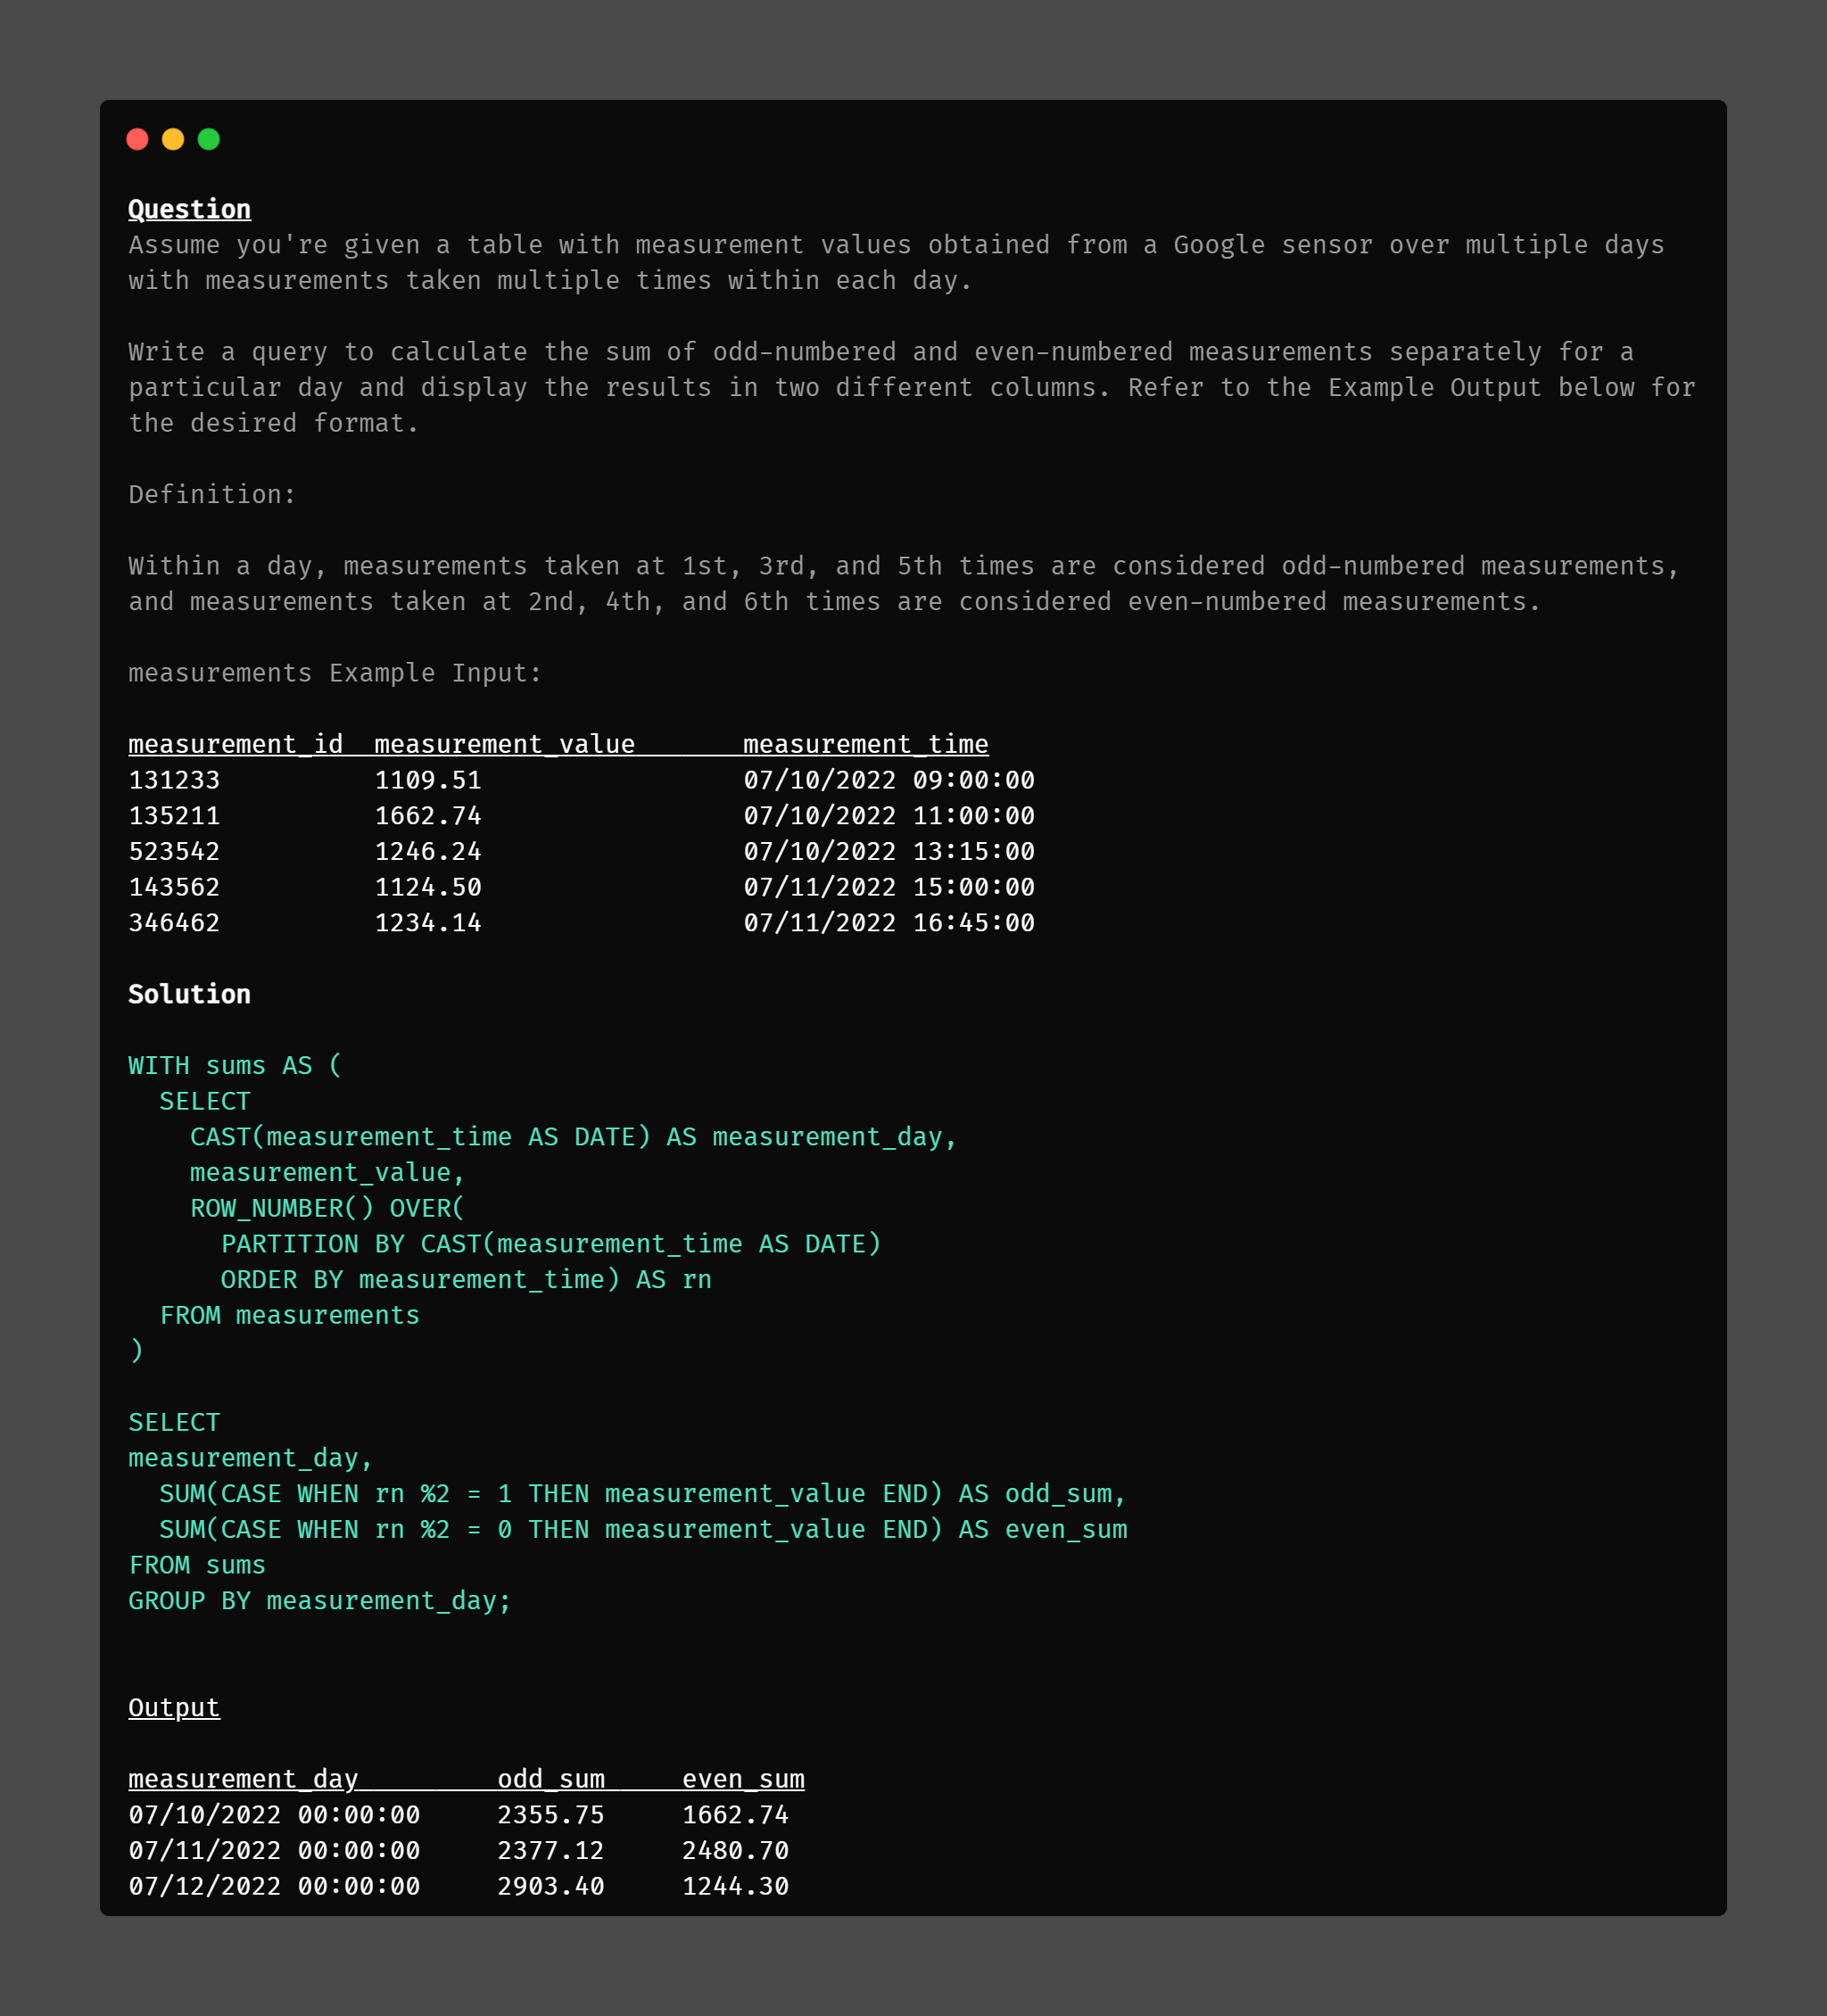 Question
Assume you're given a table with measurement values obtained from a Google sensor over multiple days
with measurements taken multiple times within each day.
Write a query to calculate the sum of odd-numbered and even-numbered measurements separately for a
particular day and display the results in two different columns. Refer to the Example Output below for
the desired format.
Definition:
Within a day, measurements taken at 1st, 3rd, and 5th times are considered odd-numbered measurements,
and measurements taken at 2nd, 4th, and 6th times are considered even-numbered measurements.
measurements Example Input:
measurement_id  measurement_value       measurement_time
131233          1109.51                 07/10/2022 09:00:00
135211          1662.74                 07/10/2022 11:00:00
523542          1246.24                 07/10/2022 13:15:00
143562          1124.50                 07/11/2022 15:00:00
346462          1234.14                 07/11/2022 16:45:00
Solution
WITH sums AS (
  SELECT
    CAST(measurement_time AS DATE) AS measurement_day,
    measurement_value,
    ROW_NUMBER() OVER(
      PARTITION BY CAST(measurement_time AS DATE)
      ORDER BY measurement_time) AS rn
  FROM measurements
)
SELECT
measurement_day,
  SUM(CASE WHEN rn %2 = 1 THEN measurement_value END) AS odd_sum,
  SUM(CASE WHEN rn %2 = 0 THEN measurement_value END) AS even_sum
FROM sums
GROUP BY measurement_day;
Output
measurement_day         odd_sum     even_sum
07/10/2022 00:00:00     2355.75     1662.74
07/11/2022 00:00:00     2377.12     2480.70
07/12/2022 00:00:00     2903.40     1244.30